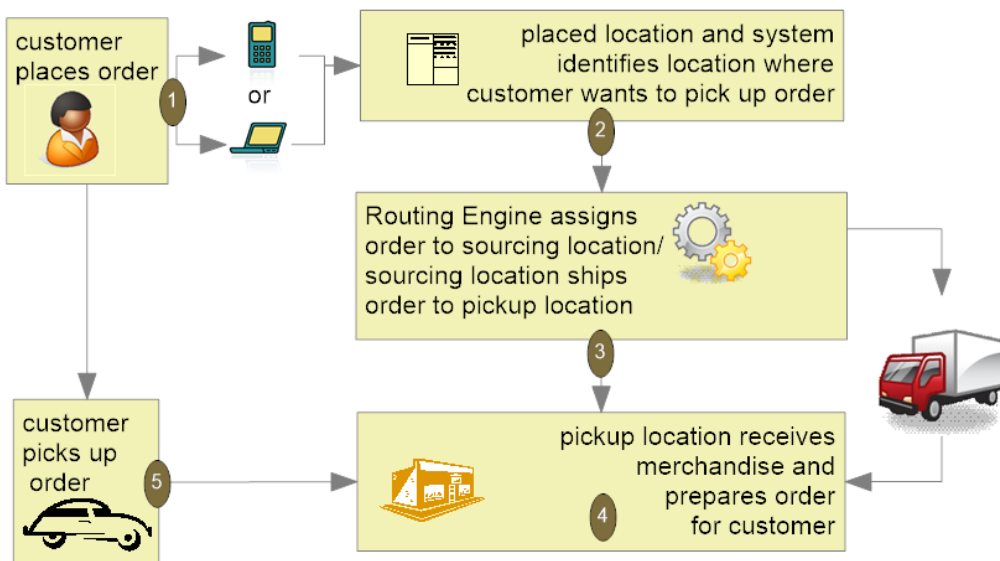 customer
places order
1
or
placed location and system
identifies location where
customer wants to pick up order
2
Routing Engine assigns
order to sourcing location/
sourcing location ships
order to pickup location
3
customer
picks up
order
5
pickup location receives
merchandise and
prepares order
for customer
4